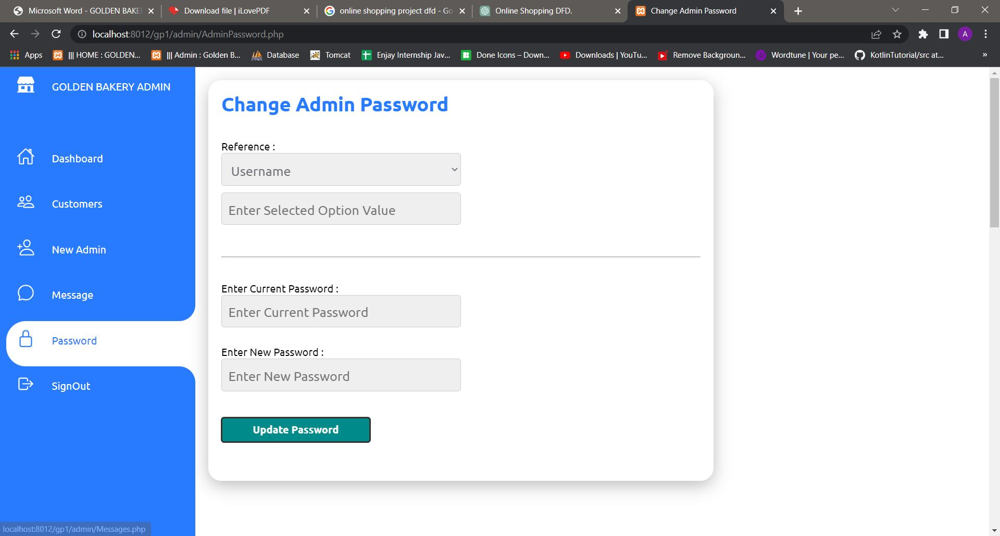 Microsoft Word - GOLDEN BAKER
Download file | iLovePDF
online shopping project dfd - Go
Online Shopping DFD.
Change Admin Password
localhost:8012/gp1/admin/AdminPassword.php
A
Apps
||| HOME : GOLDEN...
||| Admin : Golden B...
Database
Tomcat
Enjay Internship Jav...
Done Icons – Down...
Downloads | YouTu...
Remove Backgroun...
Wordtune | Your pe...
KotlinTutorial/src at...
»
GOLDEN BAKERY ADMIN
Dashboard
Customers
New Admin
Message
Password
SignOut
Change Admin Password
Reference :
Username
Enter Selected Option Value
Enter Current Password :
Enter Current Password
Enter New Password :
Enter New Password
Update Password
localhost:8012/gp1/admin/Messages.php